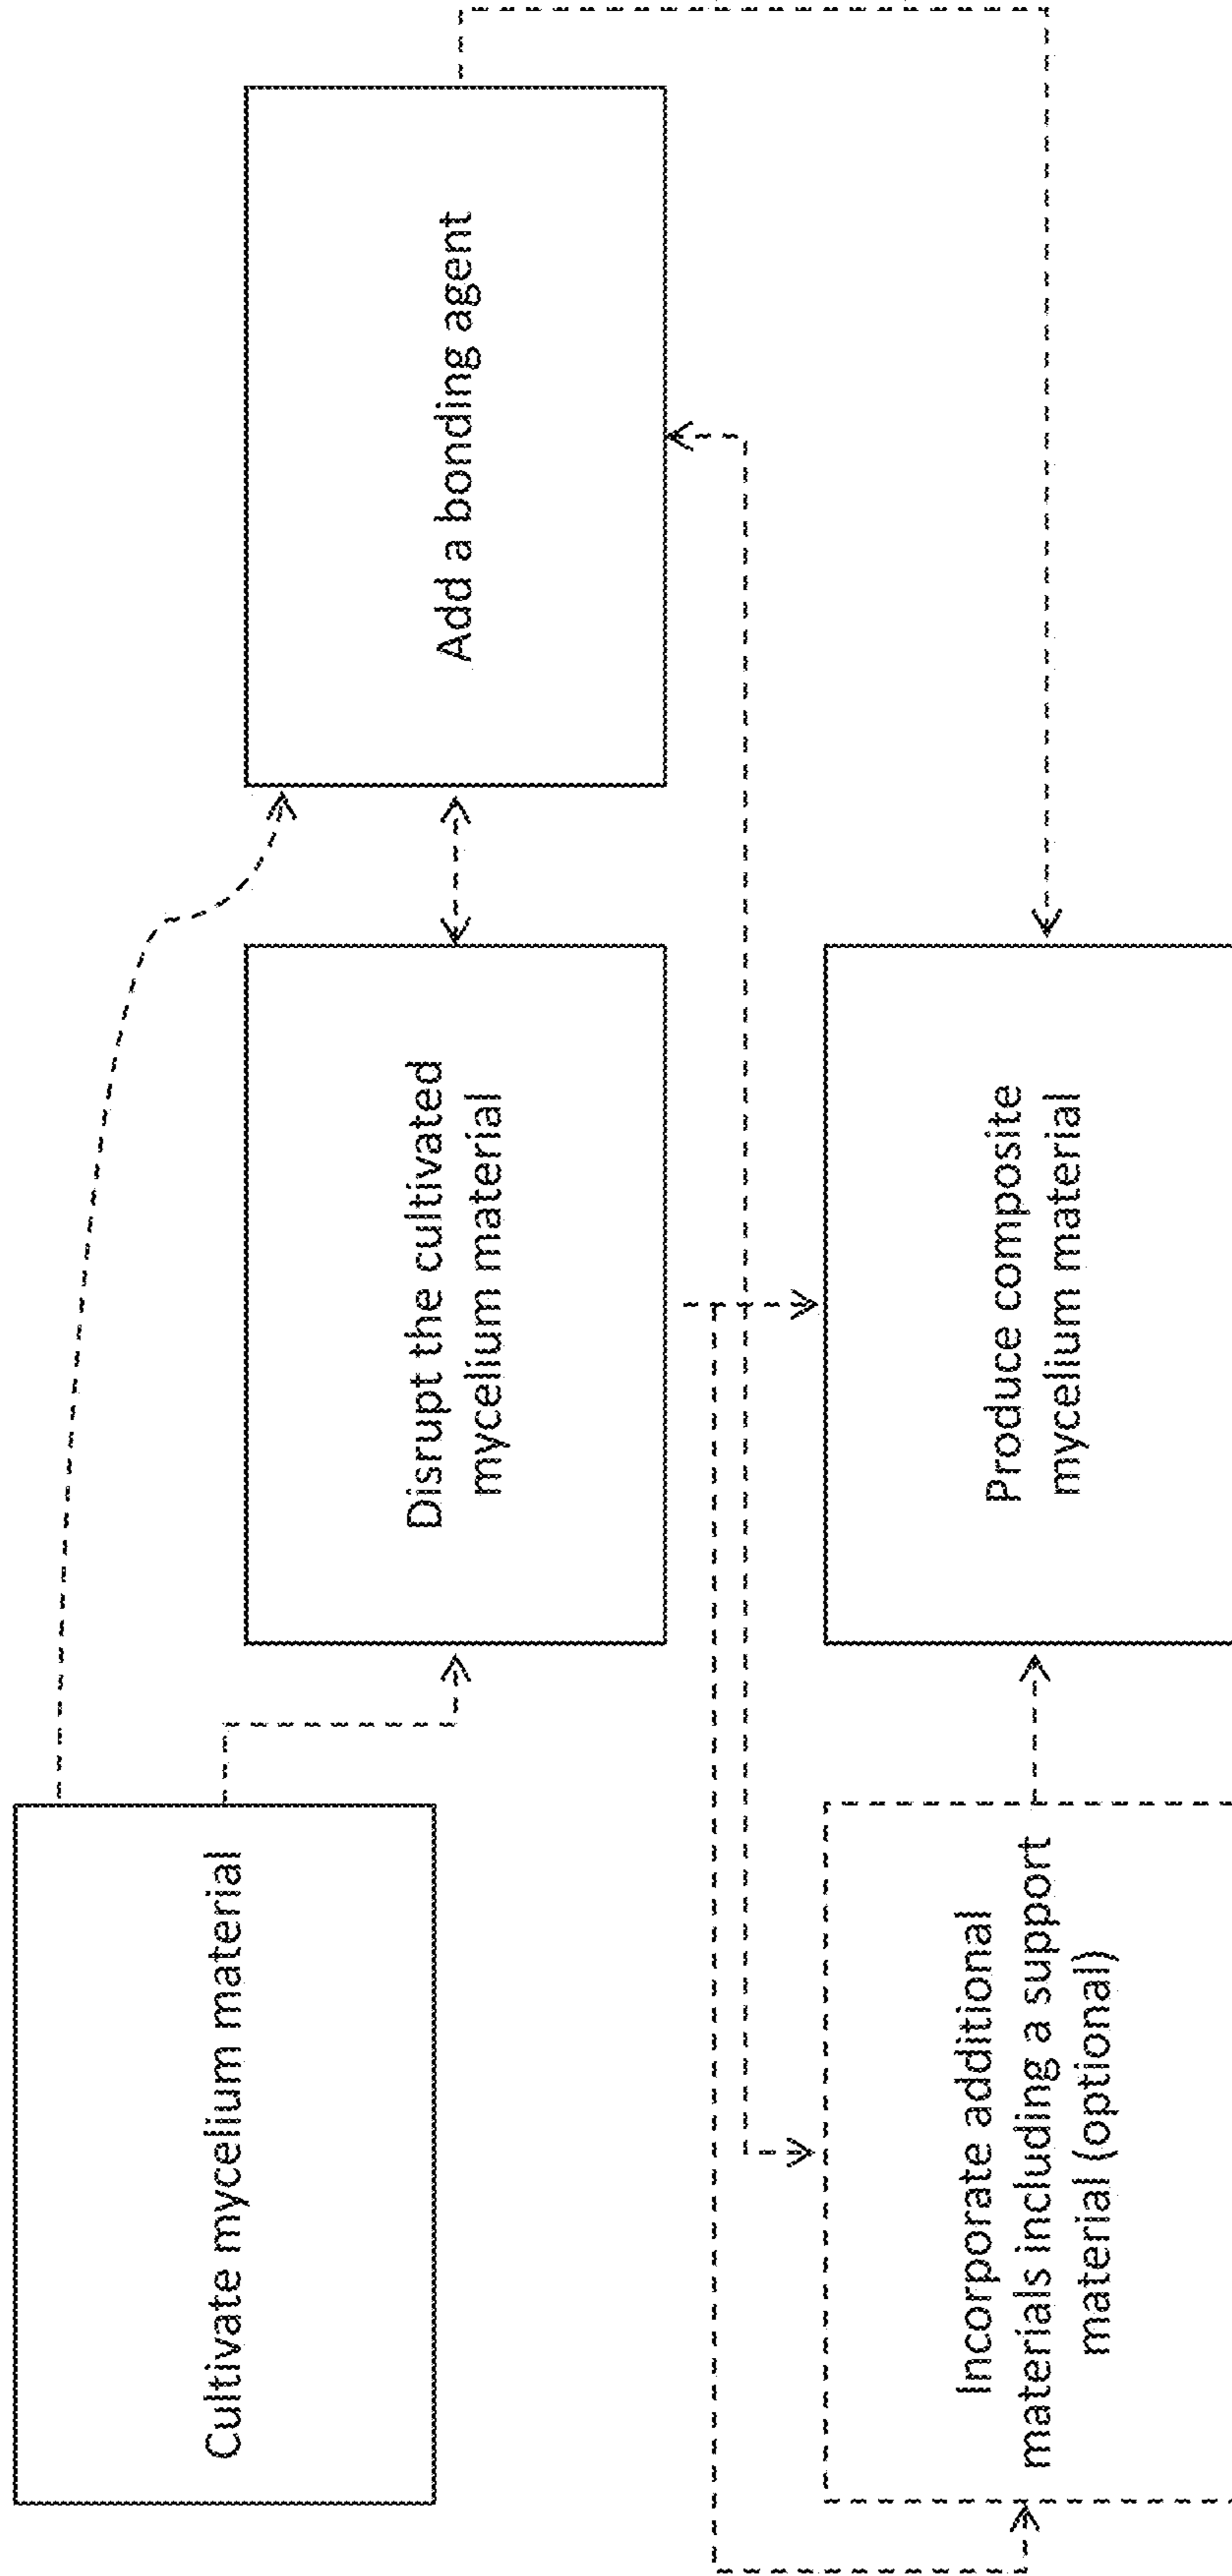 Cultivate mycelium material
Disrupt the cultivated
mycelium material
Add a bonding agent
Incorporate additional
materials including a support
material (optional)
Produce composite
mycelium material